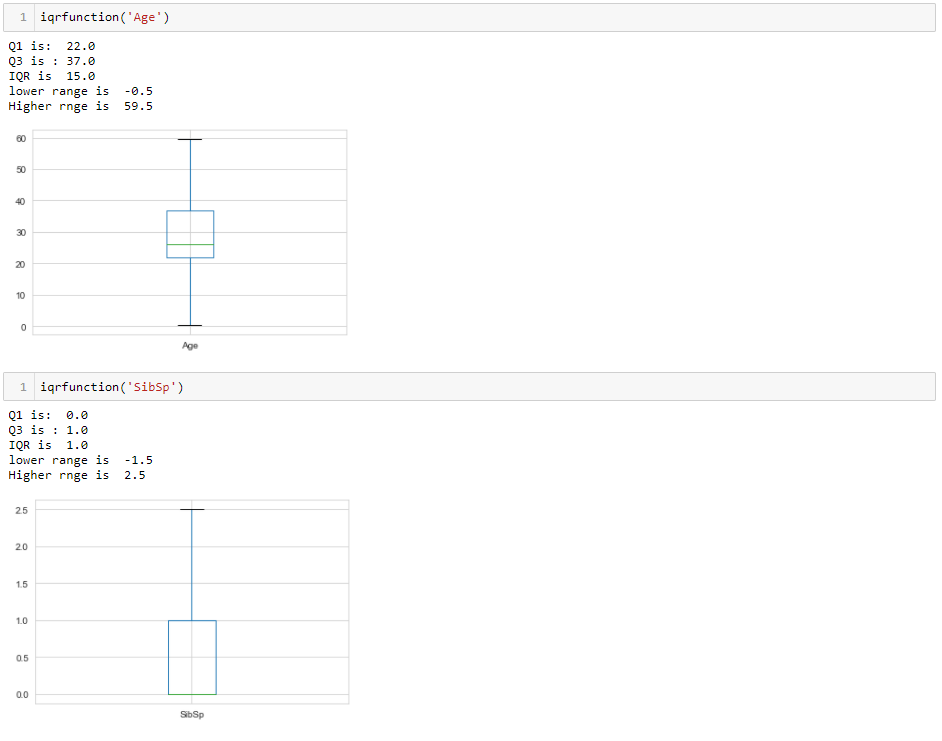 1 iqrfunction('Age')
Q1 is:  22.0
Q3 is : 37.0
IQR is  15.0
lower range is  -0.5
Higher rnge is  59.5
60
50
40
30
20
10
0
Age
1 iqrfunction('SibSp')
Q1 is:  0.0
Q3 is : 1.0
IQR is  1.0
lower range is  -1.5
Higher rnge is  2.5
2.5
2.0
1.5
1.0
0.5
0.0
SibSp